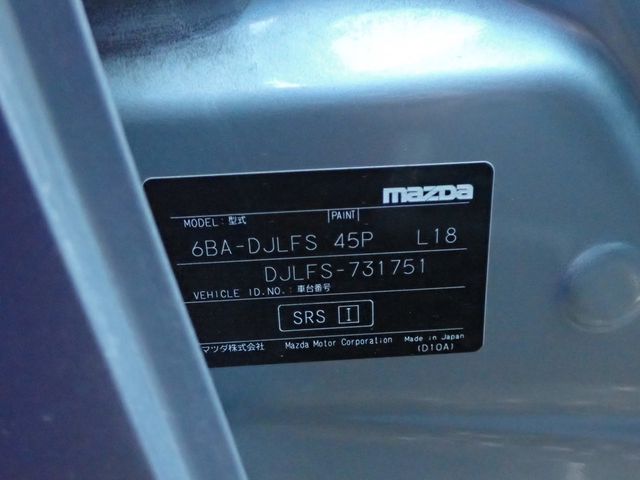 mazda
MODEL: 型式 PAINT
6BA-DJLFS 45P L18
DJLFS-731751
VEHICLE ID.NO.: 車台番号
SRS I
マツダ株式会社 Mazda Motor Corporation Made in Japan
(D10A)